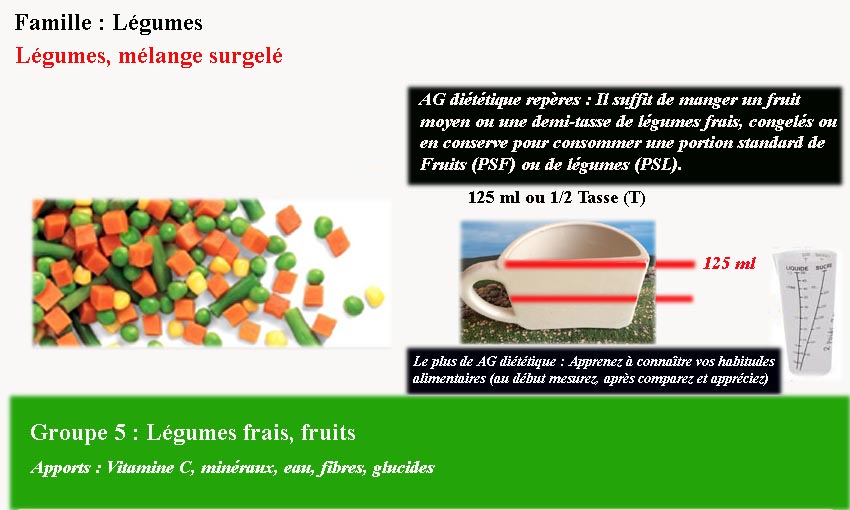 Famille : Légumes
Légumes, mélange surgelé
AG diététique repères : Il suffit de manger un fruit
moyen ou une demi-tasse de légumes frais, congelés ou
en conserve pour consommer une portion standard de
Fruits (PSF) ou de légumes (PSL).
125 ml ou 1/2 Tasse (T)
125 ml
LIQUIDE SUCRE
Le plus de AG diététique : Apprenez à connaître vos habitudes
alimentaires (au début mesurez, après comparez et appréciez)
Groupe 5 : Légumes frais, fruits
Apports : Vitamine C, minéraux, eau, fibres, glucides